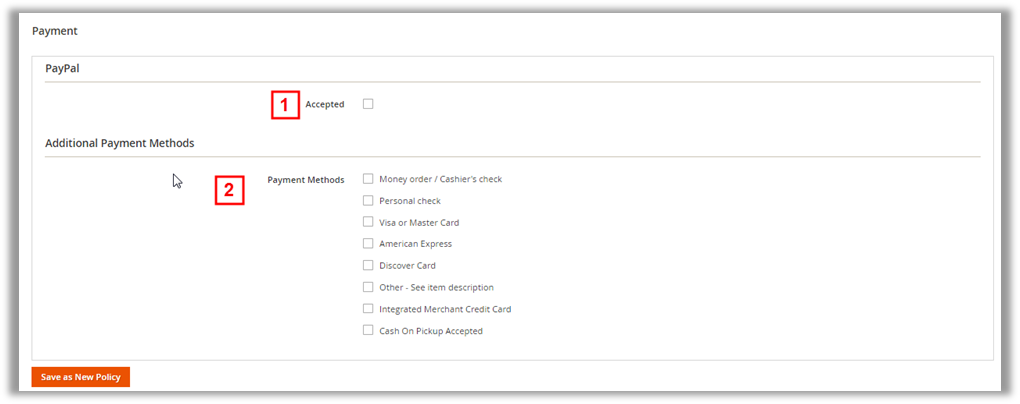 Payment
PayPal
1 Accepted
Additional Payment Methods
2 Payment Methods Money order / Cashier's check
Personal check
Visa or Master Card
American Express
Discover Card
Other - See item description
Integrated Merchant Credit Card
Cash On Pickup Accepted
Save as New Policy